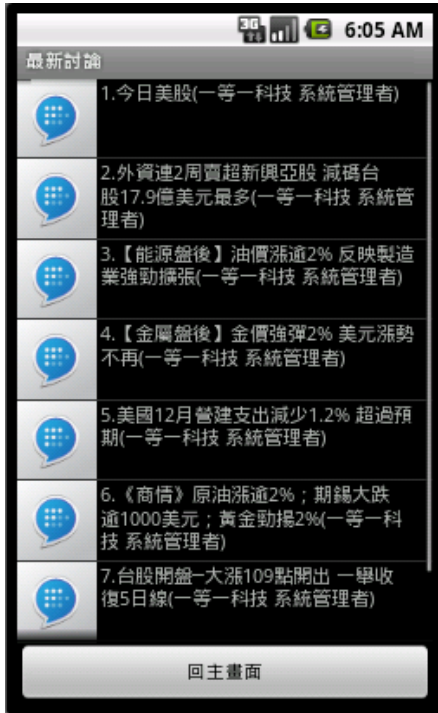 3G 6:05 AM
最新討論
1.今日美股(一等一科技 系統管理者)
2.外資連2周賣超新興亞股 減碼台
股17.9億美元最多(一等一科技 系統管
理者)
3.【能源盤後】油價漲逾2% 反映製造
業強勁擴張(一等一科技 系統管理者)
4.【金屬盤後】金價強彈2% 美元漲勢
不再(一等一科技 系統管理者)
5.美國12月營建支出減少1.2% 超過預
期(一等一科技 系統管理者)
6.《商情》原油漲逾2%；期錫大跌
逾1000美元；黃金勁揚2%(一等一科
技 系統管理者)
7.台股開盤─大漲109點開出 一舉收
復5日線(一等一科技 系統管理者)
回主畫面